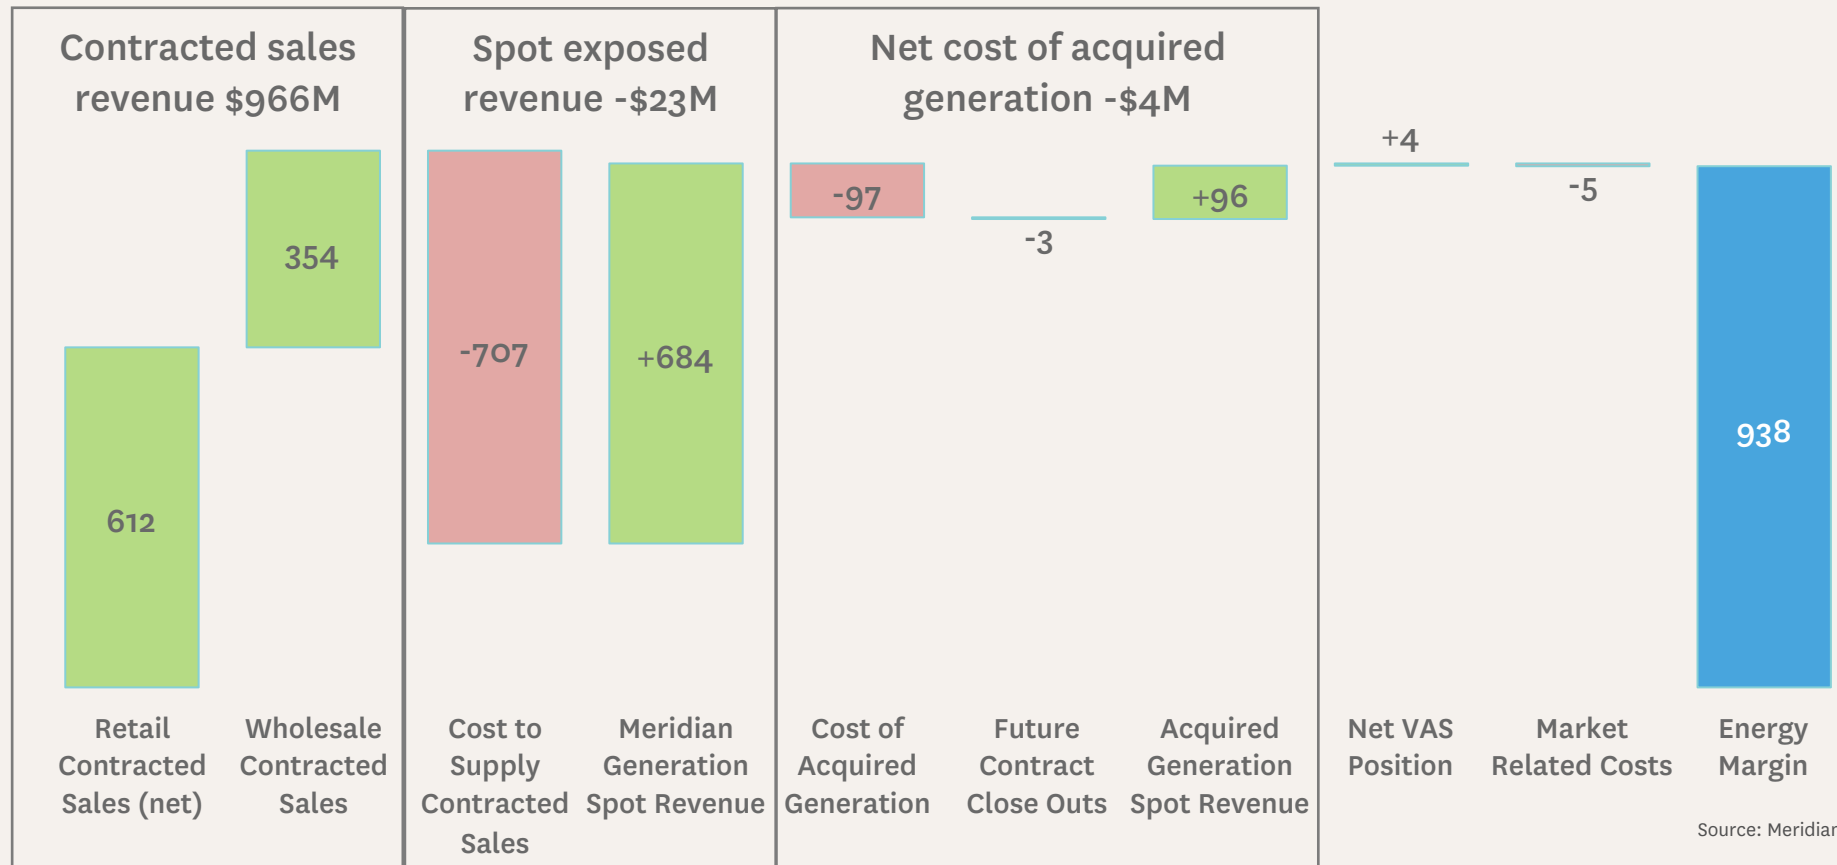 Contracted sales
revenue $966M
Spot exposed
revenue -$23M
Net cost of acquired
generation -$4M
612
354
-707
+684
-97
-3
+96
+4
-5
938
Retail
Contracted
Sales (net)
Wholesale
Contracted
Sales
Cost to
Supply
Contracted
Sales
Meridian
Generation
Spot Revenue
Cost of
Acquired
Generation
Future
Contract
Close Outs
Acquired
Generation
Spot Revenue
Net VAS
Position
Market
Related Costs
Energy
Margin
Source: Meridian